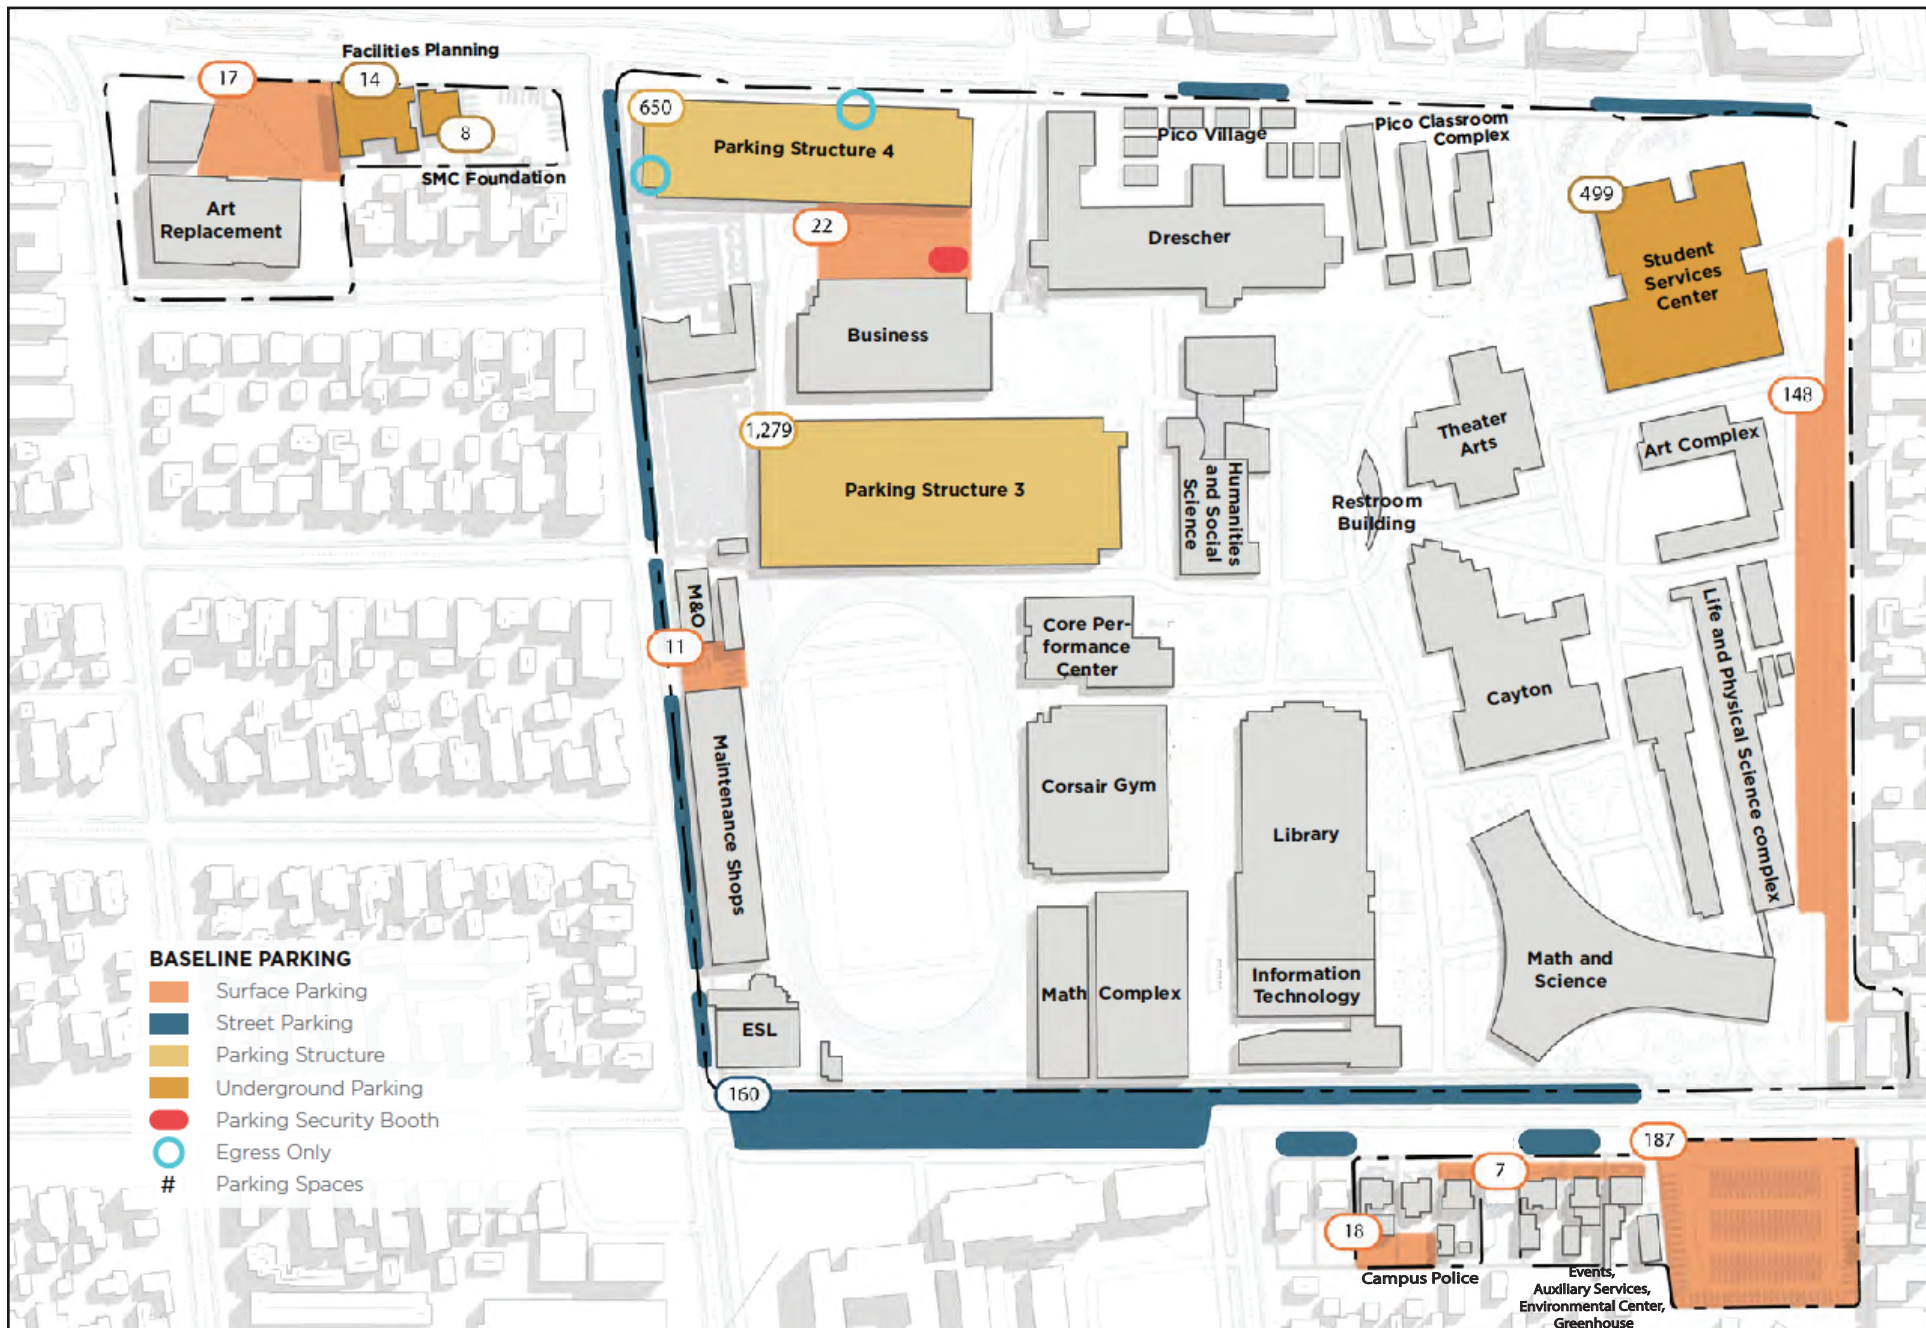 Facilities Planning
17
14
8
SMC Foundation
Art
Replacement
650
Parking Structure 4
22
Business
1,279
Parking Structure 3
Pico Village
Pico Classroom
Complex
Drescher
499
Student
Services
Center
148
Theater
Arts
Art Complex
Restroom
Building
Humanities
and Social
Science
M&O
11
Core Per-
formance
Center
Cayton
Life and Physical Science complex
Maintenance Shops
Corsair Gym
Library
Math and
Science
Information
Technology
Math Complex
ESL
160
BASELINE PARKING
Surface Parking
Street Parking
Parking Structure
Underground Parking
Parking Security Booth
Egress Only
# Parking Spaces
187
7
18
Campus Police
Events,
Auxiliary Services,
Environmental Center,
Greenhouse